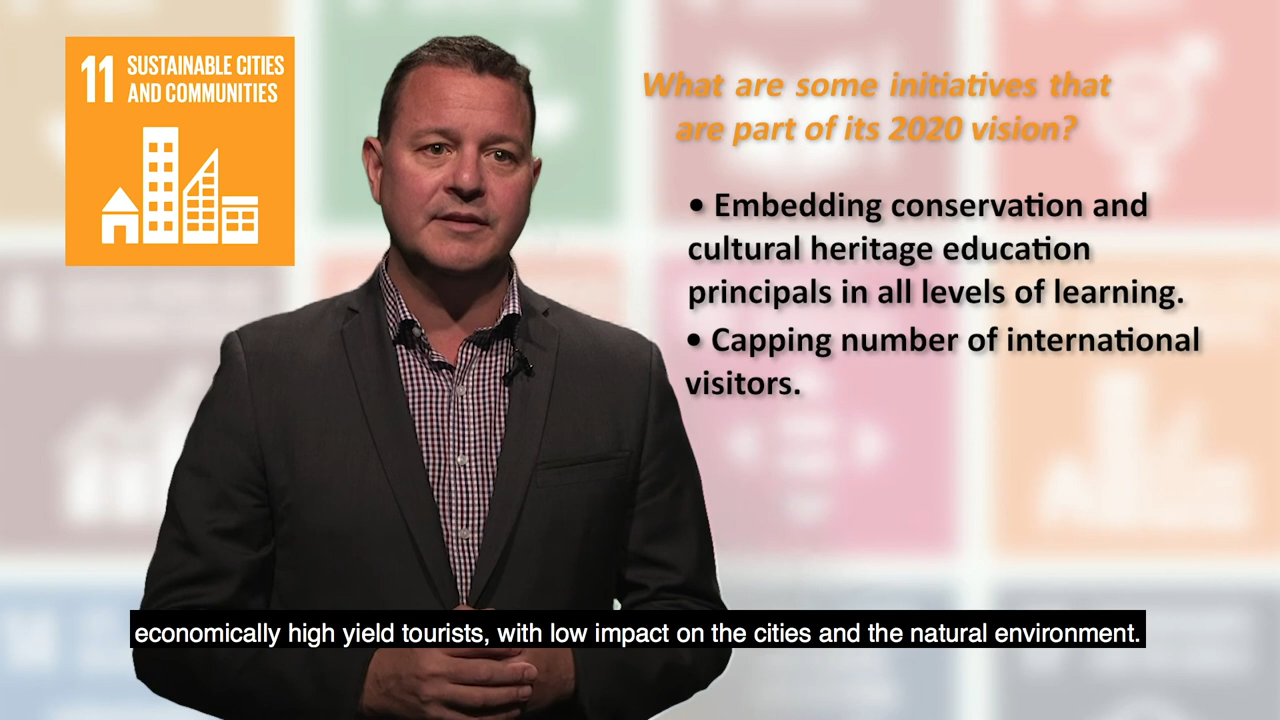 11 SUSTAINABLE CITIES
AND COMMUNITIES
What are some initiatives that
are part of its 2020 vision?
• Embedding conservation and
cultural heritage education
principals in all levels of learning.
• Capping number of international
visitors.
economically high yield tourists, with low impact on the cities and the natural environment.